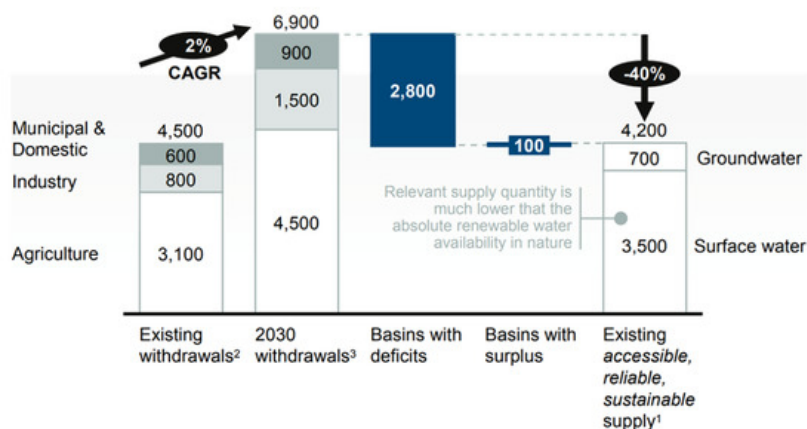 2%
CAGR
6,900
900
1,500
4,500
2,800
100
-40%
Municipal &
Domestic
Industry
Agriculture
4,500
600
800
3,100
4,200
700
3,500
Groundwater
Surface water
Relevant supply quantity is
much lower that the
absolute renewable water
availability in nature
Existing
withdrawals²
2030
withdrawals³
Basins with
deficits
Basins with
surplus
Existing
accessible,
reliable,
sustainable
supply¹